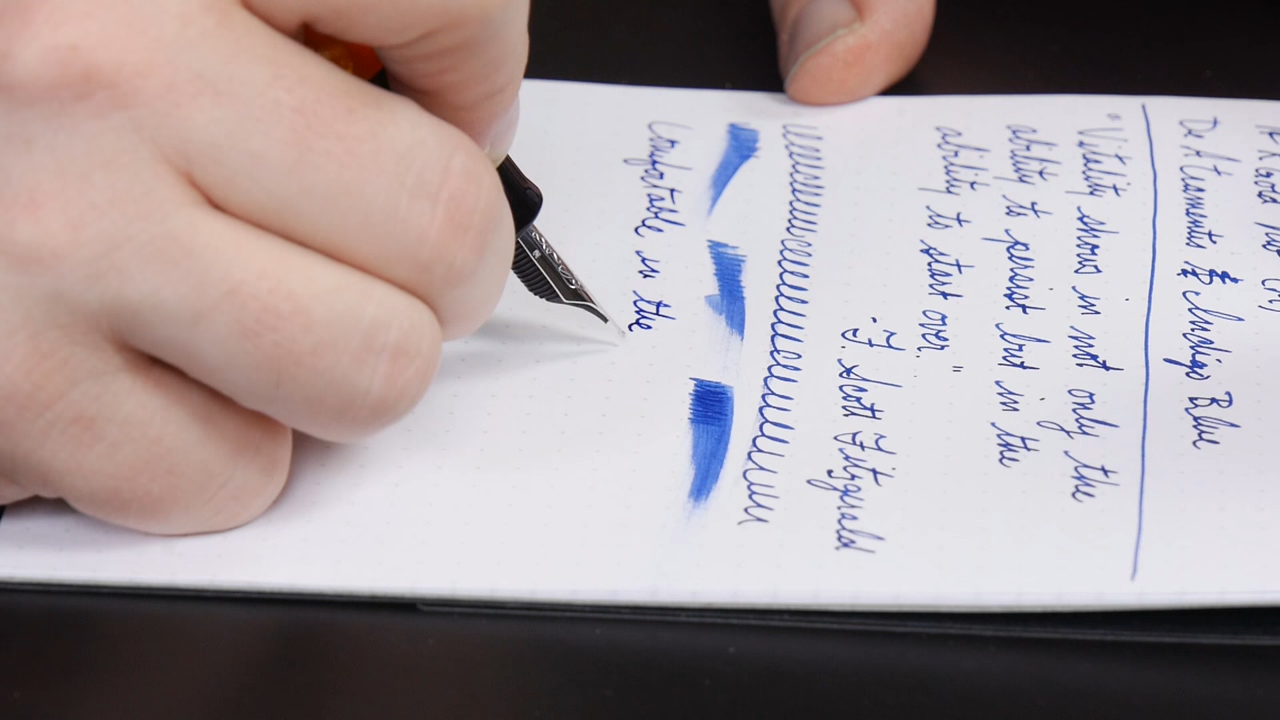 De Atramentis Indigo Blue
"Vitality shows in not only the
ability to persist but in the
ability to start over."
-F Scott Fitzgerald
Comfortable in the